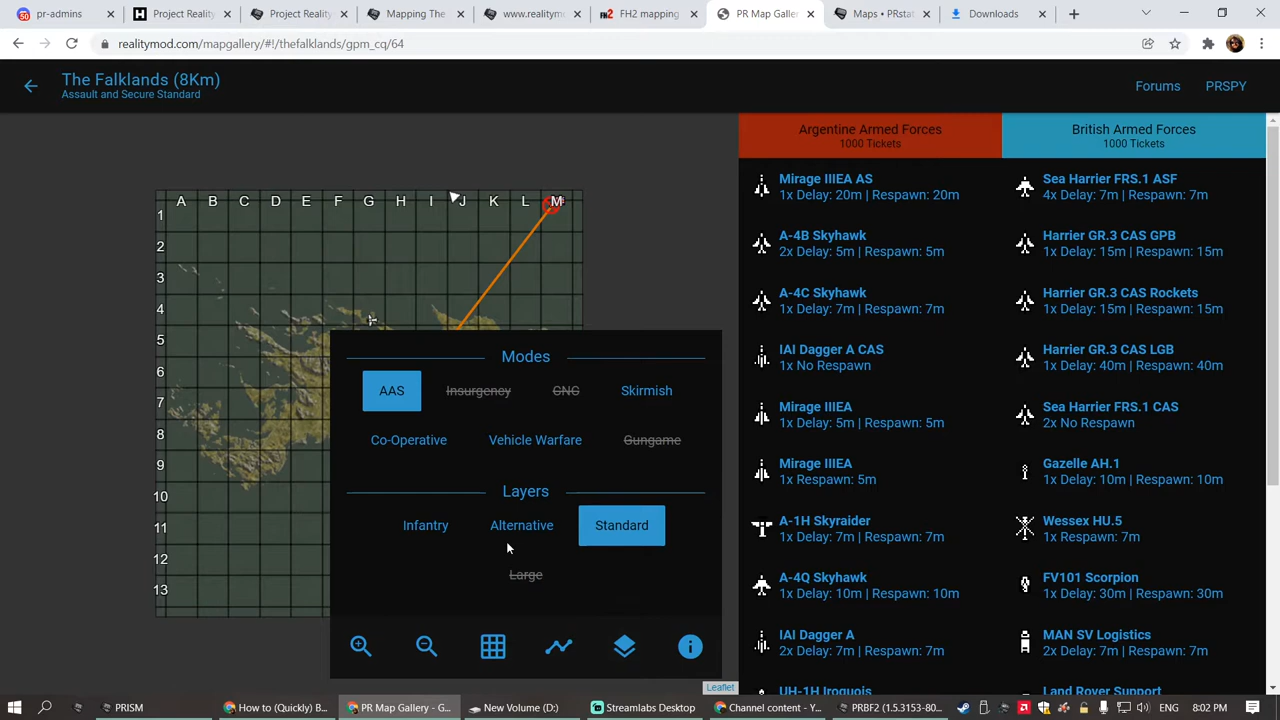 50 pr-admins
Project Reality
Project Reality
Mapping The
www.realitymod
FH2 mapping
PR Map Galle
Maps • PRstat
Downloads
realitymod.com/mapgallery/#!/thefalklands/gpm_cq/64
The Falklands (8Km)
Assault and Secure Standard
Forums PRSPY
Argentine Armed Forces
1000 Tickets
British Armed Forces
1000 Tickets
A B C D E F G H I J K L M
1
2
3
4
5
6
7
8
9
10
11
12
13
Modes
AAS Insurgency CNC Skirmish
Co-Operative Vehicle Warfare Gungame
Layers
Infantry Alternative Standard
Large
Leaflet
Mirage IIIEA AS
1x Delay: 20m | Respawn: 20m
A-4B Skyhawk
2x Delay: 5m | Respawn: 5m
A-4C Skyhawk
1x Delay: 7m | Respawn: 7m
IAI Dagger A CAS
1x No Respawn
Mirage IIIEA
1x Delay: 5m | Respawn: 5m
Mirage IIIEA
1x Respawn: 5m
A-1H Skyraider
1x Delay: 7m | Respawn: 7m
A-4Q Skyhawk
1x Delay: 10m | Respawn: 10m
IAI Dagger A
2x Delay: 7m | Respawn: 7m
UH-1H Iroquois
Sea Harrier FRS.1 ASF
4x Delay: 7m | Respawn: 7m
Harrier GR.3 CAS GPB
1x Delay: 15m | Respawn: 15m
Harrier GR.3 CAS Rockets
1x Delay: 15m | Respawn: 15m
Harrier GR.3 CAS LGB
1x Delay: 40m | Respawn: 40m
Sea Harrier FRS.1 CAS
2x No Respawn
Gazelle AH.1
1x Delay: 10m | Respawn: 10m
Wessex HU.5
1x Respawn: 7m
FV101 Scorpion
1x Delay: 30m | Respawn: 30m
MAN SV Logistics
2x Delay: 7m | Respawn: 7m
Land Rover Support
PRISM
How to (Quickly) B...
PR Map Gallery - G...
New Volume (D:)
Streamlabs Desktop
Channel content - Y...
PRBF2 (1.5.3153-80...
8:02 PM